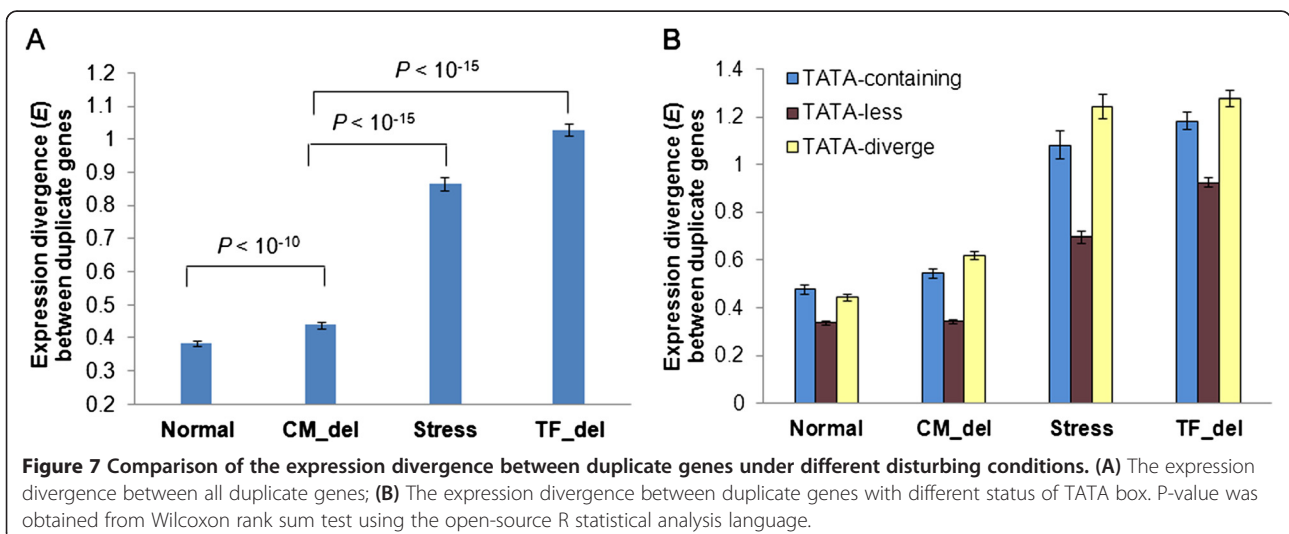 A
Expression divergence (E)
between duplicate genes
1.2
1.1
1
0.9
0.8
0.7
0.6
0.5
0.4
0.3
0.2
P < 10-15
P < 10-15
P < 10-10
Normal
CM_del
Stress
TF_del
B
Expression divergence (E)
between duplicate genes
1.4
1.2
1
0.8
0.6
0.4
0.2
0
TATA-containing
TATA-less
TATA-diverge
Normal
CM_del
Stress
TF_del
Figure 7 Comparison of the expression divergence between duplicate genes under different disturbing conditions. (A) The expression
divergence between all duplicate genes; (B) The expression divergence between duplicate genes with different status of TATA box. P-value was
obtained from Wilcoxon rank sum test using the open-source R statistical analysis language.